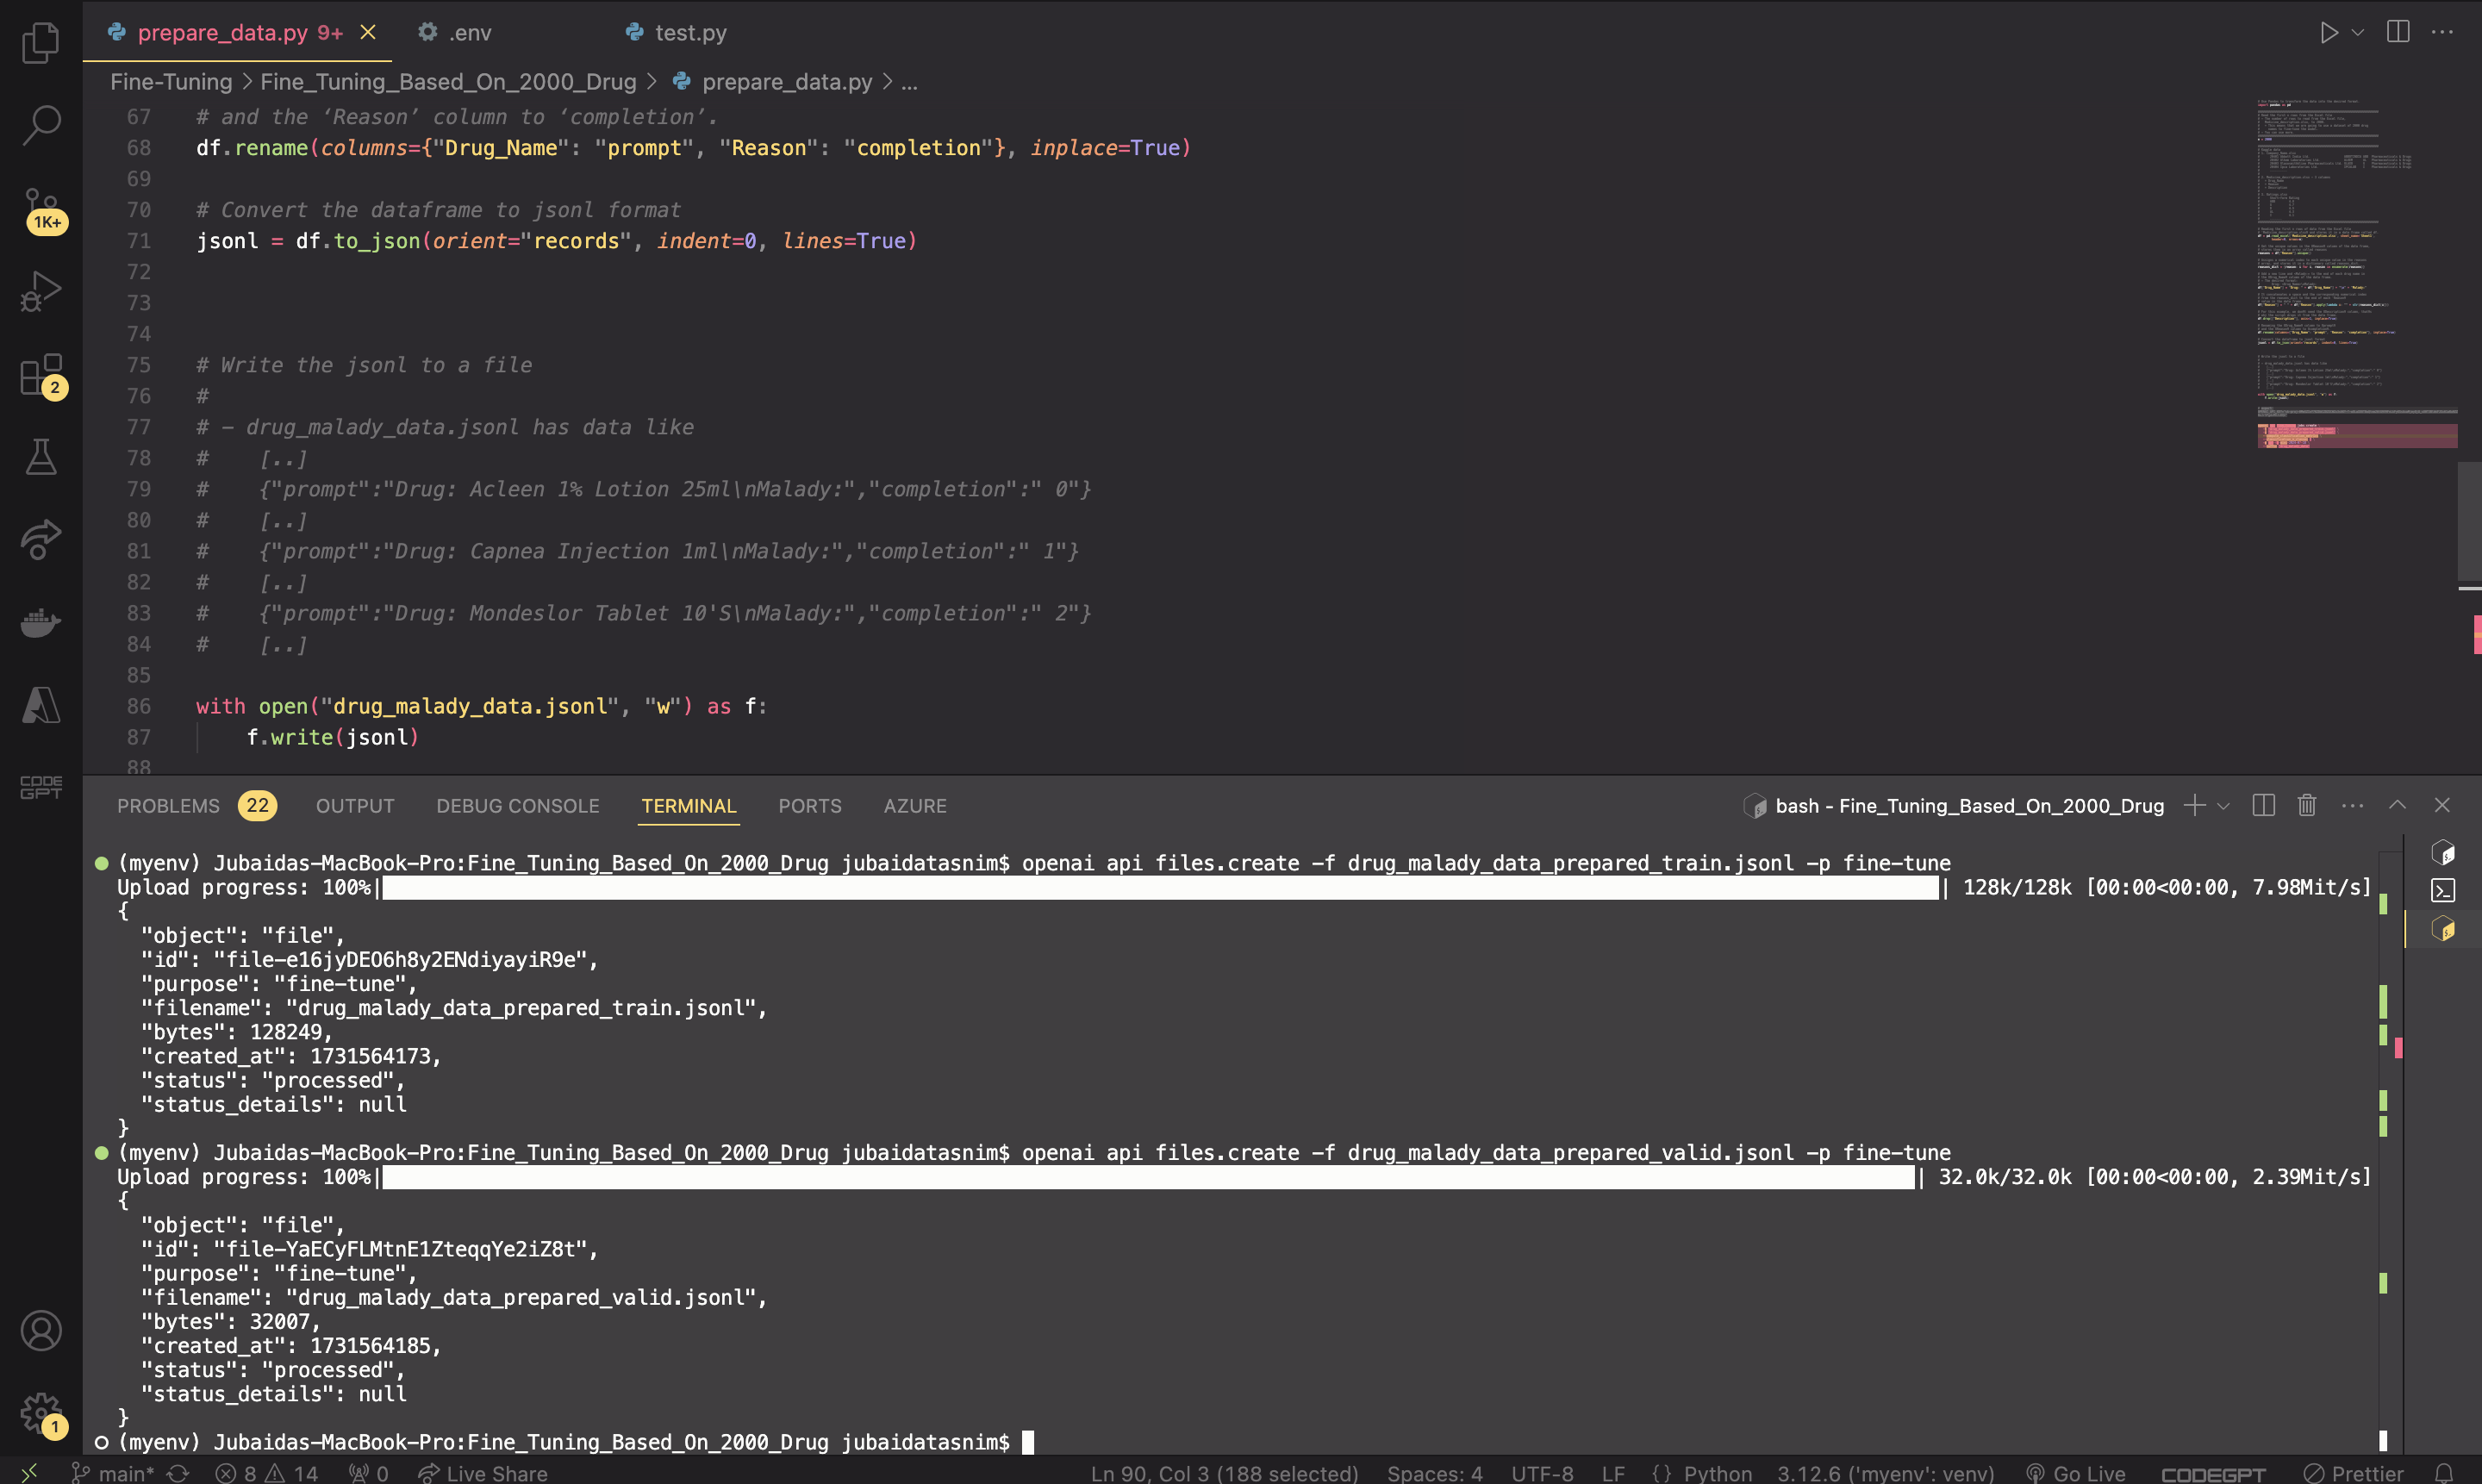 prepare_data.py 9+ .env test.py
Fine-Tuning > Fine_Tuning_Based_On_2000_Drug > prepare_data.py > ...
67 # and the ‘Reason’ column to ‘completion’.
68 df.rename(columns={"Drug_Name": "prompt", "Reason": "completion"}, inplace=True)
69
70 # Convert the dataframe to jsonl format
71 jsonl = df.to_json(orient="records", indent=0, lines=True)
72
73
74
75 # Write the jsonl to a file
76 #
77 # - drug_malady_data.jsonl has data like
78 #    [..]
79 #    {"prompt":"Drug: Acleen 1% Lotion 25ml\nMalady:","completion":" 0"}
80 #    [..]
81 #    {"prompt":"Drug: Capnea Injection 1ml\nMalady:","completion":" 1"}
82 #    [..]
83 #    {"prompt":"Drug: Mondeslor Tablet 10'S\nMalady:","completion":" 2"}
84 #    [..]
85
86 with open("drug_malady_data.jsonl", "w") as f:
87     f.write(jsonl)
88
1K+
2
CODE GPT
PROBLEMS 22 OUTPUT DEBUG CONSOLE TERMINAL PORTS AZURE bash - Fine_Tuning_Based_On_2000_Drug
(myenv) Jubaidas-MacBook-Pro:Fine_Tuning_Based_On_2000_Drug jubaidatasnim$ openai api files.create -f drug_malady_data_prepared_train.jsonl -p fine-tune
Upload progress: 100%| | 128k/128k [00:00<00:00, 7.98Mit/s]
{
  "object": "file",
  "id": "file-e16jyDEO6h8y2ENdiyayiR9e",
  "purpose": "fine-tune",
  "filename": "drug_malady_data_prepared_train.jsonl",
  "bytes": 128249,
  "created_at": 1731564173,
  "status": "processed",
  "status_details": null
}
(myenv) Jubaidas-MacBook-Pro:Fine_Tuning_Based_On_2000_Drug jubaidatasnim$ openai api files.create -f drug_malady_data_prepared_valid.jsonl -p fine-tune
Upload progress: 100%| | 32.0k/32.0k [00:00<00:00, 2.39Mit/s]
{
  "object": "file",
  "id": "file-YaECyFLMtnE1ZteqqYe2iZ8t",
  "purpose": "fine-tune",
  "filename": "drug_malady_data_prepared_valid.jsonl",
  "bytes": 32007,
  "created_at": 1731564185,
  "status": "processed",
  "status_details": null
}
(myenv) Jubaidas-MacBook-Pro:Fine_Tuning_Based_On_2000_Drug jubaidatasnim$
1
main* 8 14 0 Live Share Ln 90, Col 3 (188 selected) Spaces: 4 UTF-8 LF {} Python 3.12.6 ('myenv': venv) Go Live CODEGPT Prettier